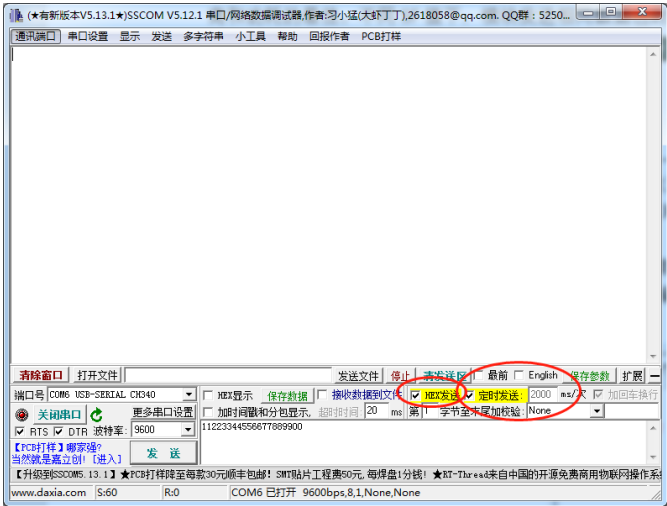 (★有新版本V5.13.1★)SSCOM V5.12.1 串口/网络数据调试器,作者:习小猛(大虾丁丁),2618058@qq.com. QQ群：5250...
通讯端口 串口设置 显示 发送 多字符串 小工具 帮助 回报作者 PCB打样
清除窗口 打开文件 发送文件 停止 清发送区 最前 English 保存参数 扩展 —
端口号 COM6 USB-SERIAL CH340 HEX显示 保存数据 接收数据到文件 HEX发送 定时发送: 2000 ms/次 加回车换行
关闭串口 更多串口设置 加时间戳和分包显示, 超时时间: 20 ms 第 1 字节至 末尾 加校验: None
RTS DTR 波特率: 9600 11223344556677889900
【PCB打样】哪家强?
当然就是嘉立创! [进入] 发 送
【升级到SSCOM5.13.1】★PCB打样降至每款30元顺丰包邮! SMT贴片工程费50元, 每焊盘1分钱! ★RT-Thread来自中国的开源免费商用物联网操作系
www.daxia.com S:60 R:0 COM6 已打开 9600bps,8,1,None,None